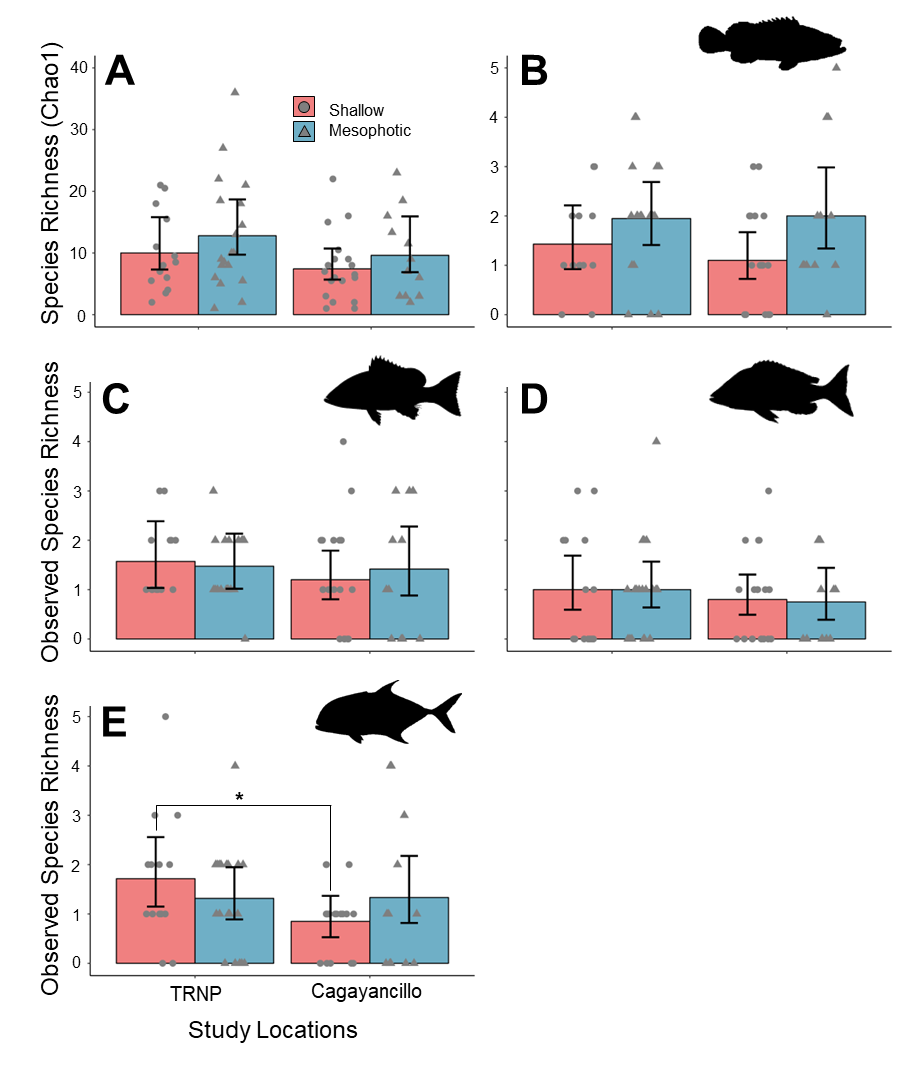 A
Species Richness (Chao1)
40
30
20
10
0
Shallow
Mesophotic
B
5
4
3
2
1
0
C
Observed Species Richness
5
4
3
2
1
0
D
E
Observed Species Richness
5
4
3
2
1
0
*
TRNP
Cagayancillo
Study Locations